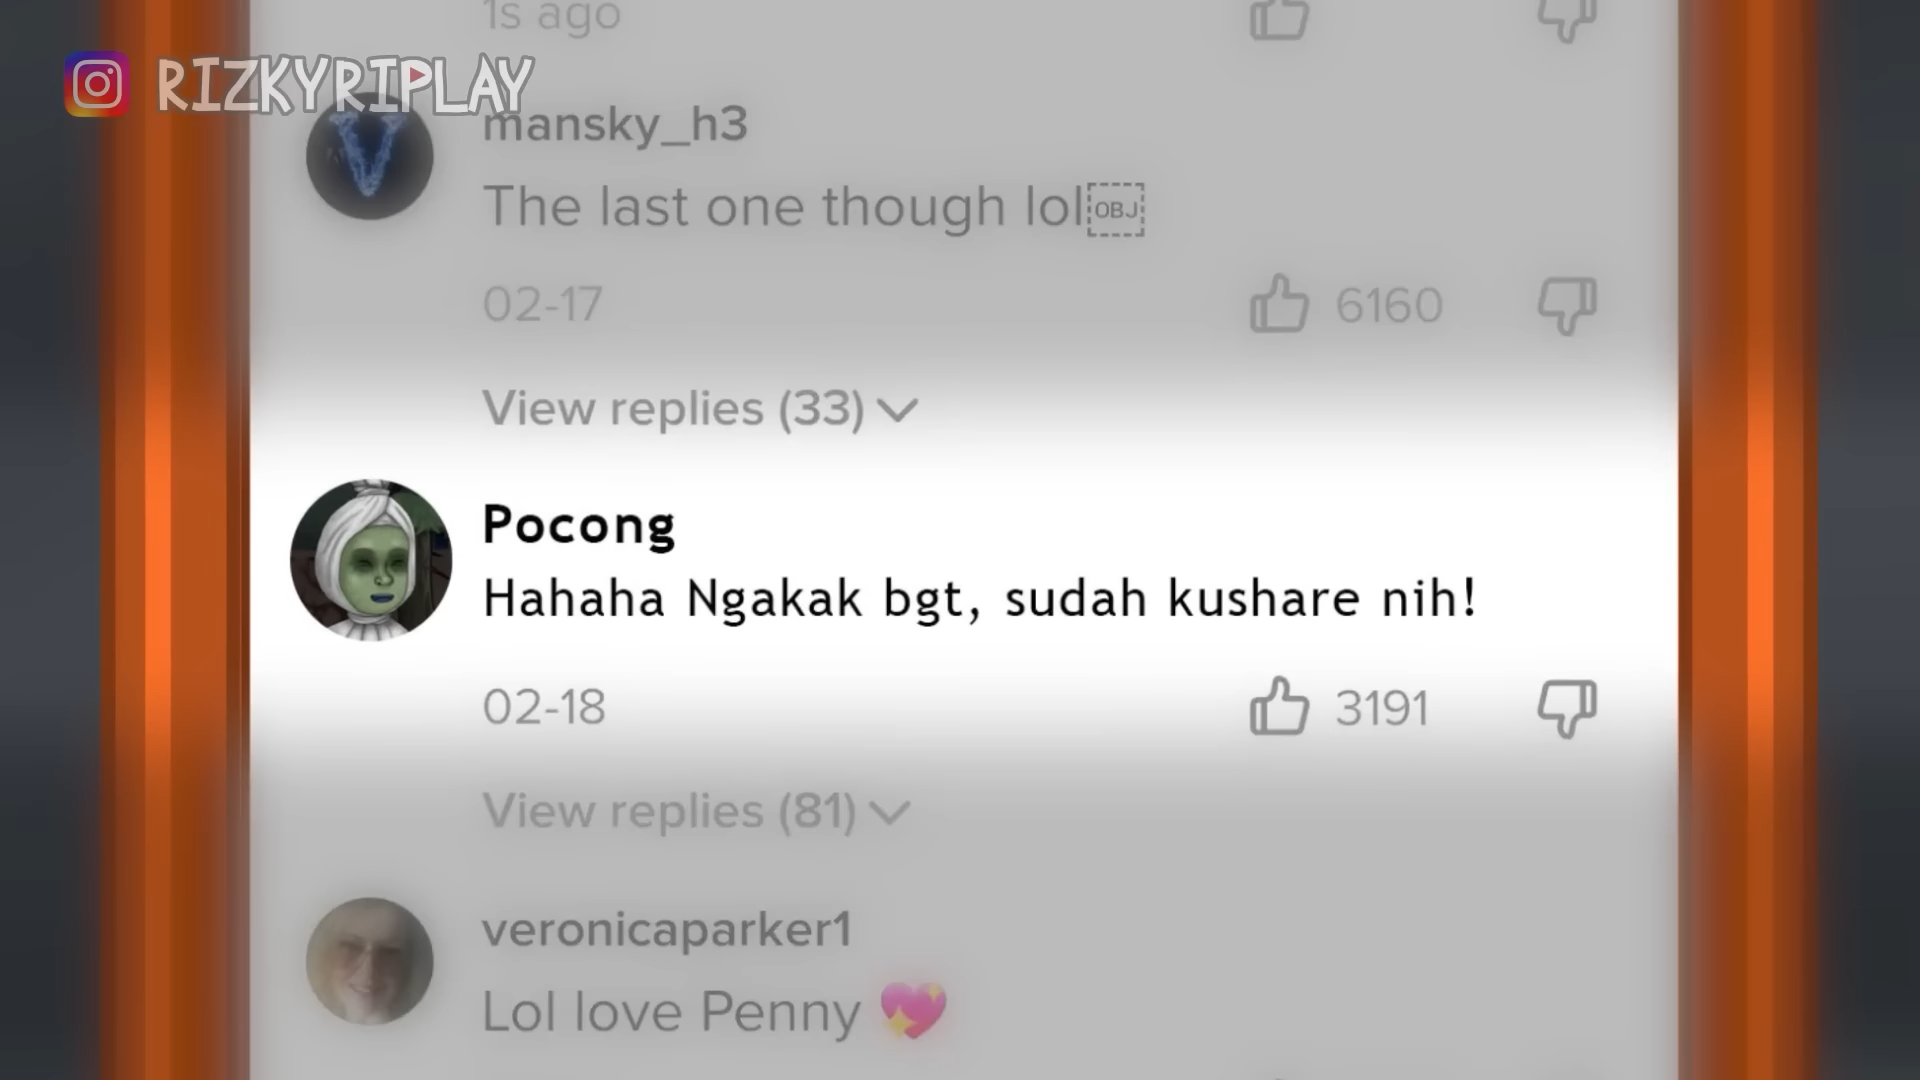 1s ago
RIZKYRIPLAY
mansky_h3
The last one though lol OBJ
02-17
6160
View replies (33)
Pocong
Hahaha Ngakak bgt, sudah kushare nih!
02-18
3191
View replies (81)
veronicaparker1
Lol love Penny 💖